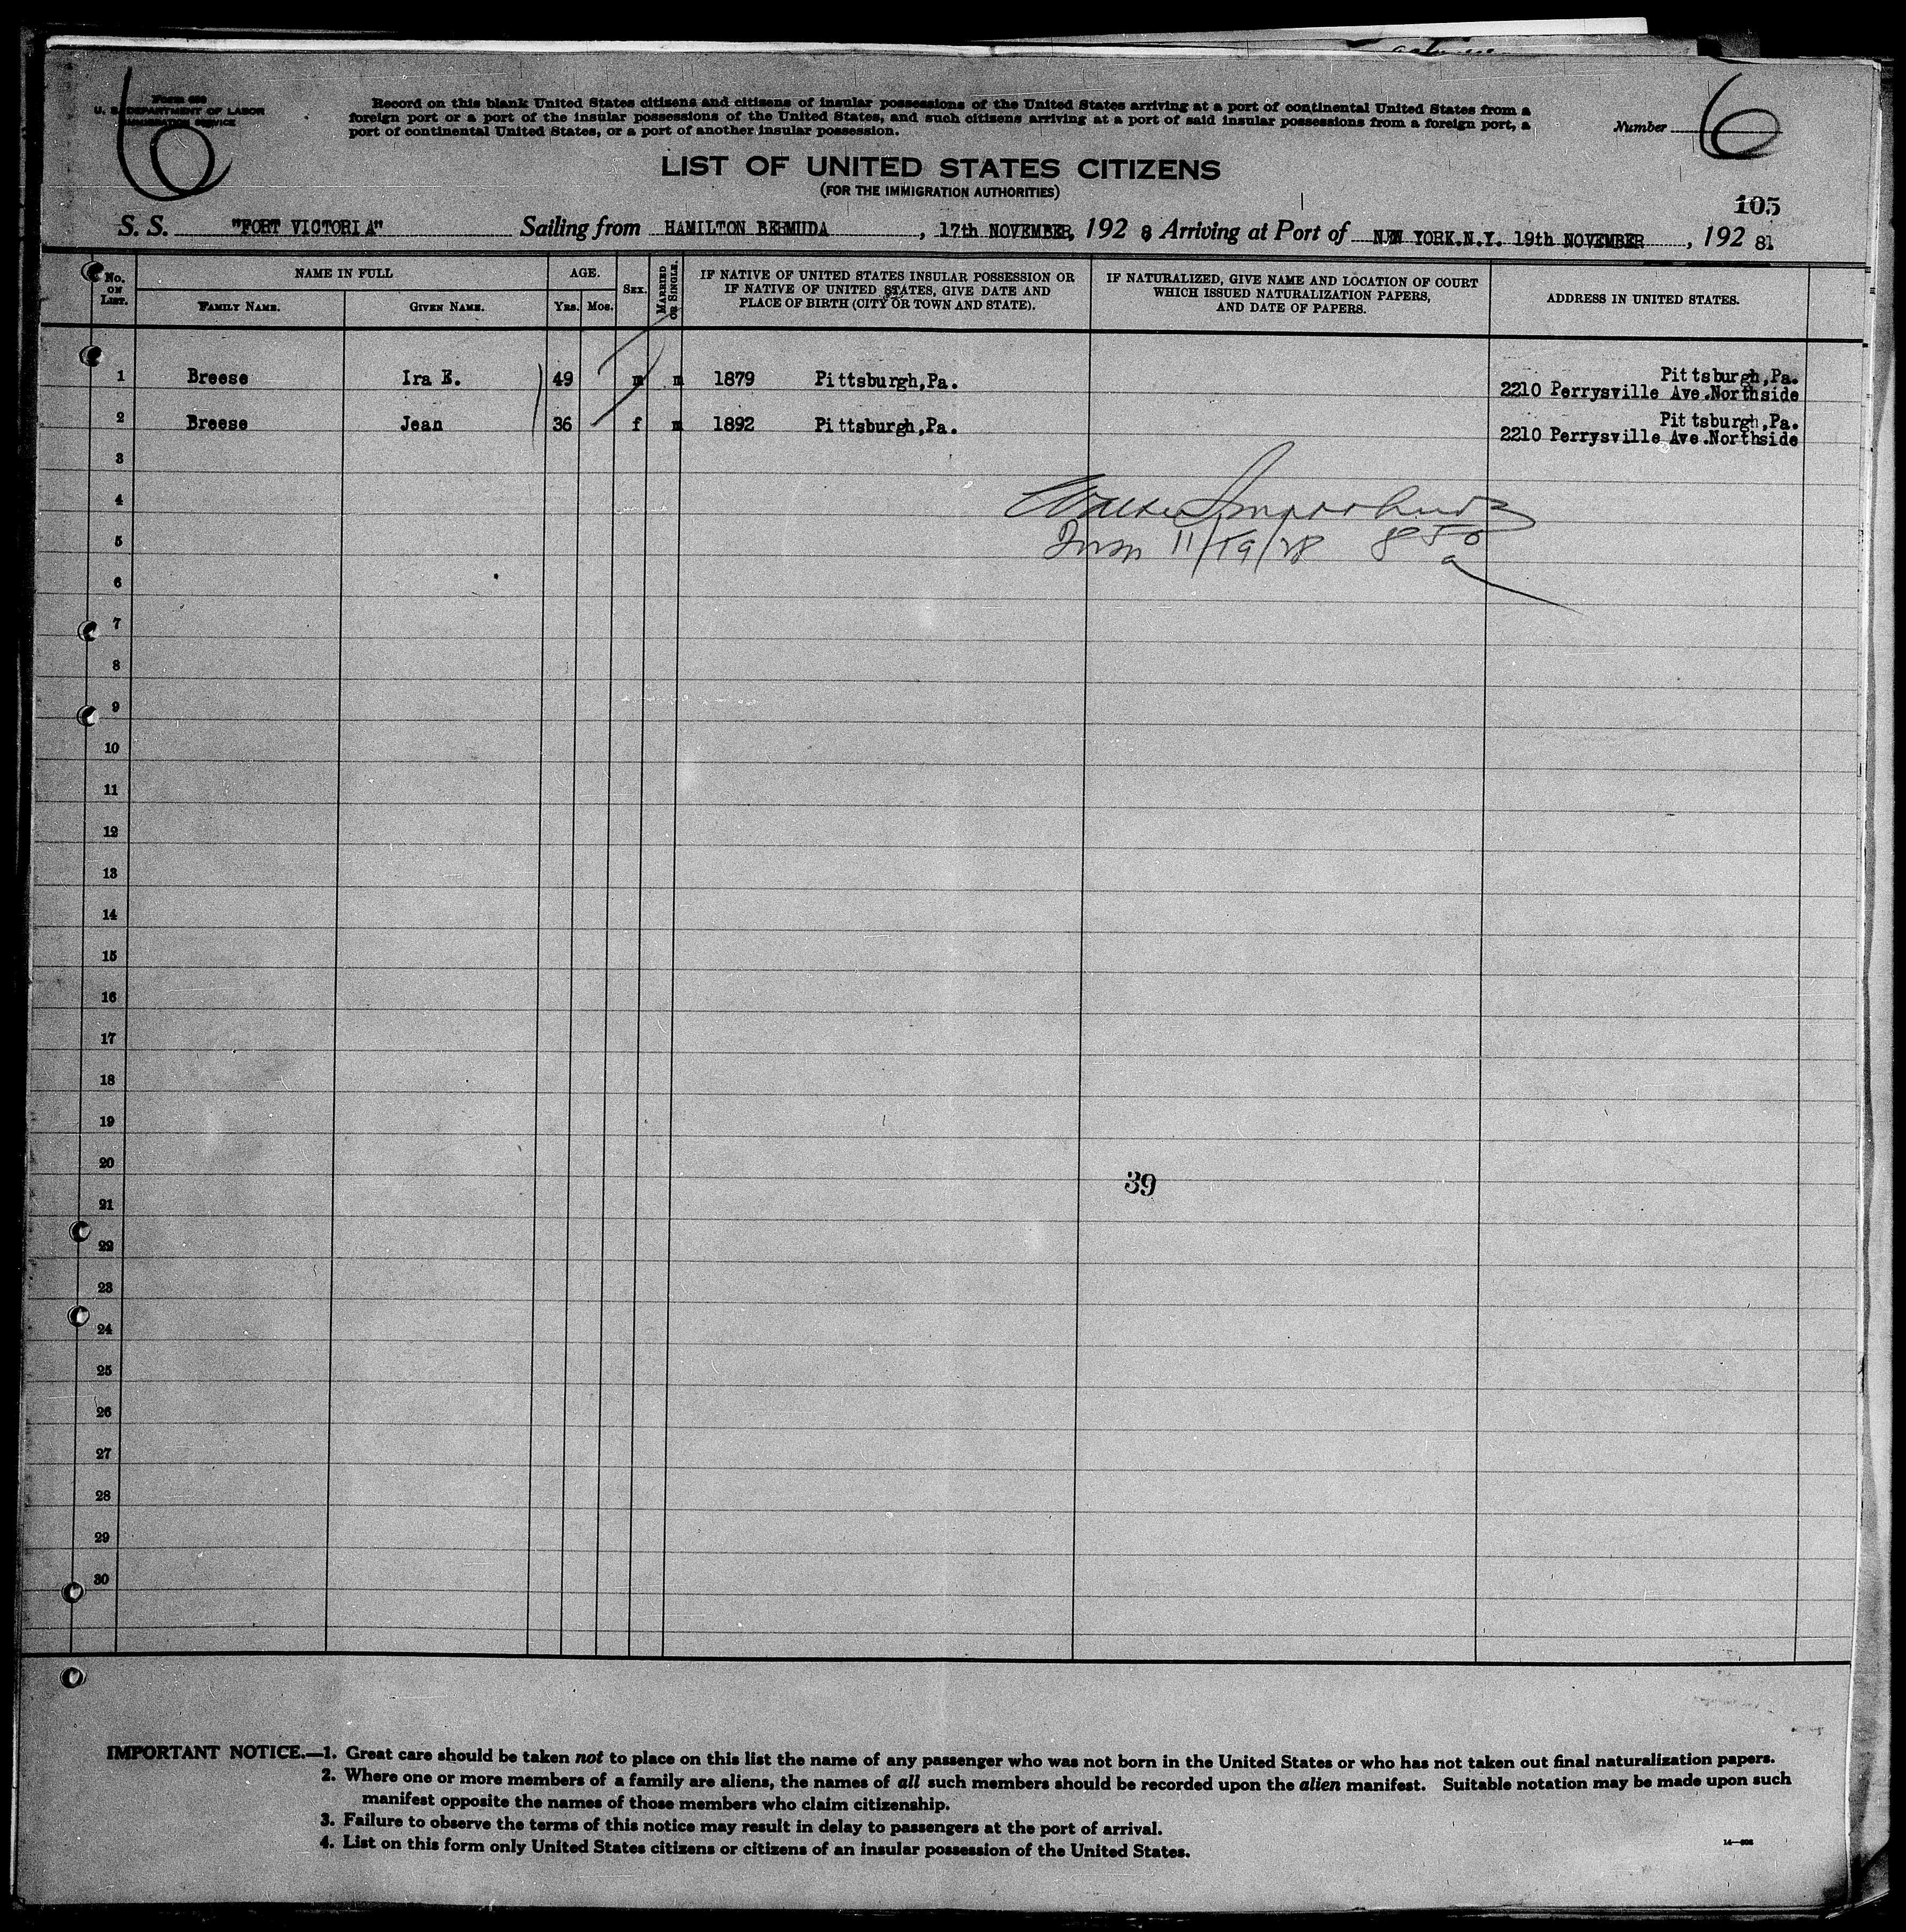 6
Form 630
U. S. DEPARTMENT OF LABOR
IMMIGRATION SERVICE
Record on this blank United States citizens and citizens of insular possessions of the United States arriving at a port of continental United States from a
foreign port or a port of the insular possessions of the United States, and such citizens arriving at a port of said insular possessions from a foreign port, a
port of continental United States, or a port of another insular possession.
Number 6
LIST OF UNITED STATES CITIZENS
(FOR THE IMMIGRATION AUTHORITIES)
105
S. S. "FORT VICTORIA" Sailing from HAMILTON BERMUDA, 17th NOVEMBER, 192 8 Arriving at Port of NEW YORK.N.Y. 19th NOVEMBER, 192 8.
No. ON LIST.
NAME IN FULL
FAMILY NAME.
GIVEN NAME.
AGE.
YRS. MOS.
SEX.
MARRIED OR SINGLE.
IF NATIVE OF UNITED STATES INSULAR POSSESSION OR
IF NATIVE OF UNITED STATES, GIVE DATE AND
PLACE OF BIRTH (CITY OR TOWN AND STATE).
IF NATURALIZED, GIVE NAME AND LOCATION OF COURT
WHICH ISSUED NATURALIZATION PAPERS,
AND DATE OF PAPERS.
ADDRESS IN UNITED STATES.
1 Breese Ira E. 49 m m 1879 Pittsburgh,Pa. Pittsburgh,Pa.
2210 Perrysville Ave.Northside
2 Breese Jean 36 f m 1892 Pittsburgh,Pa. Pittsburgh,Pa.
2210 Perrysville Ave.Northside
3
4
5 11/19/28 8 50
a
6
7
8
9
10
11
12
13
14
15
16
17
18
19
20 39
21
22
23
24
25
26
27
28
29
30
IMPORTANT NOTICE.—1. Great care should be taken not to place on this list the name of any passenger who was not born in the United States or who has not taken out final naturalization papers.
2. Where one or more members of a family are aliens, the names of all such members should be recorded upon the alien manifest. Suitable notation may be made upon such
manifest opposite the names of those members who claim citizenship.
3. Failure to observe the terms of this notice may result in delay to passengers at the port of arrival.
4. List on this form only United States citizens or citizens of an insular possession of the United States.